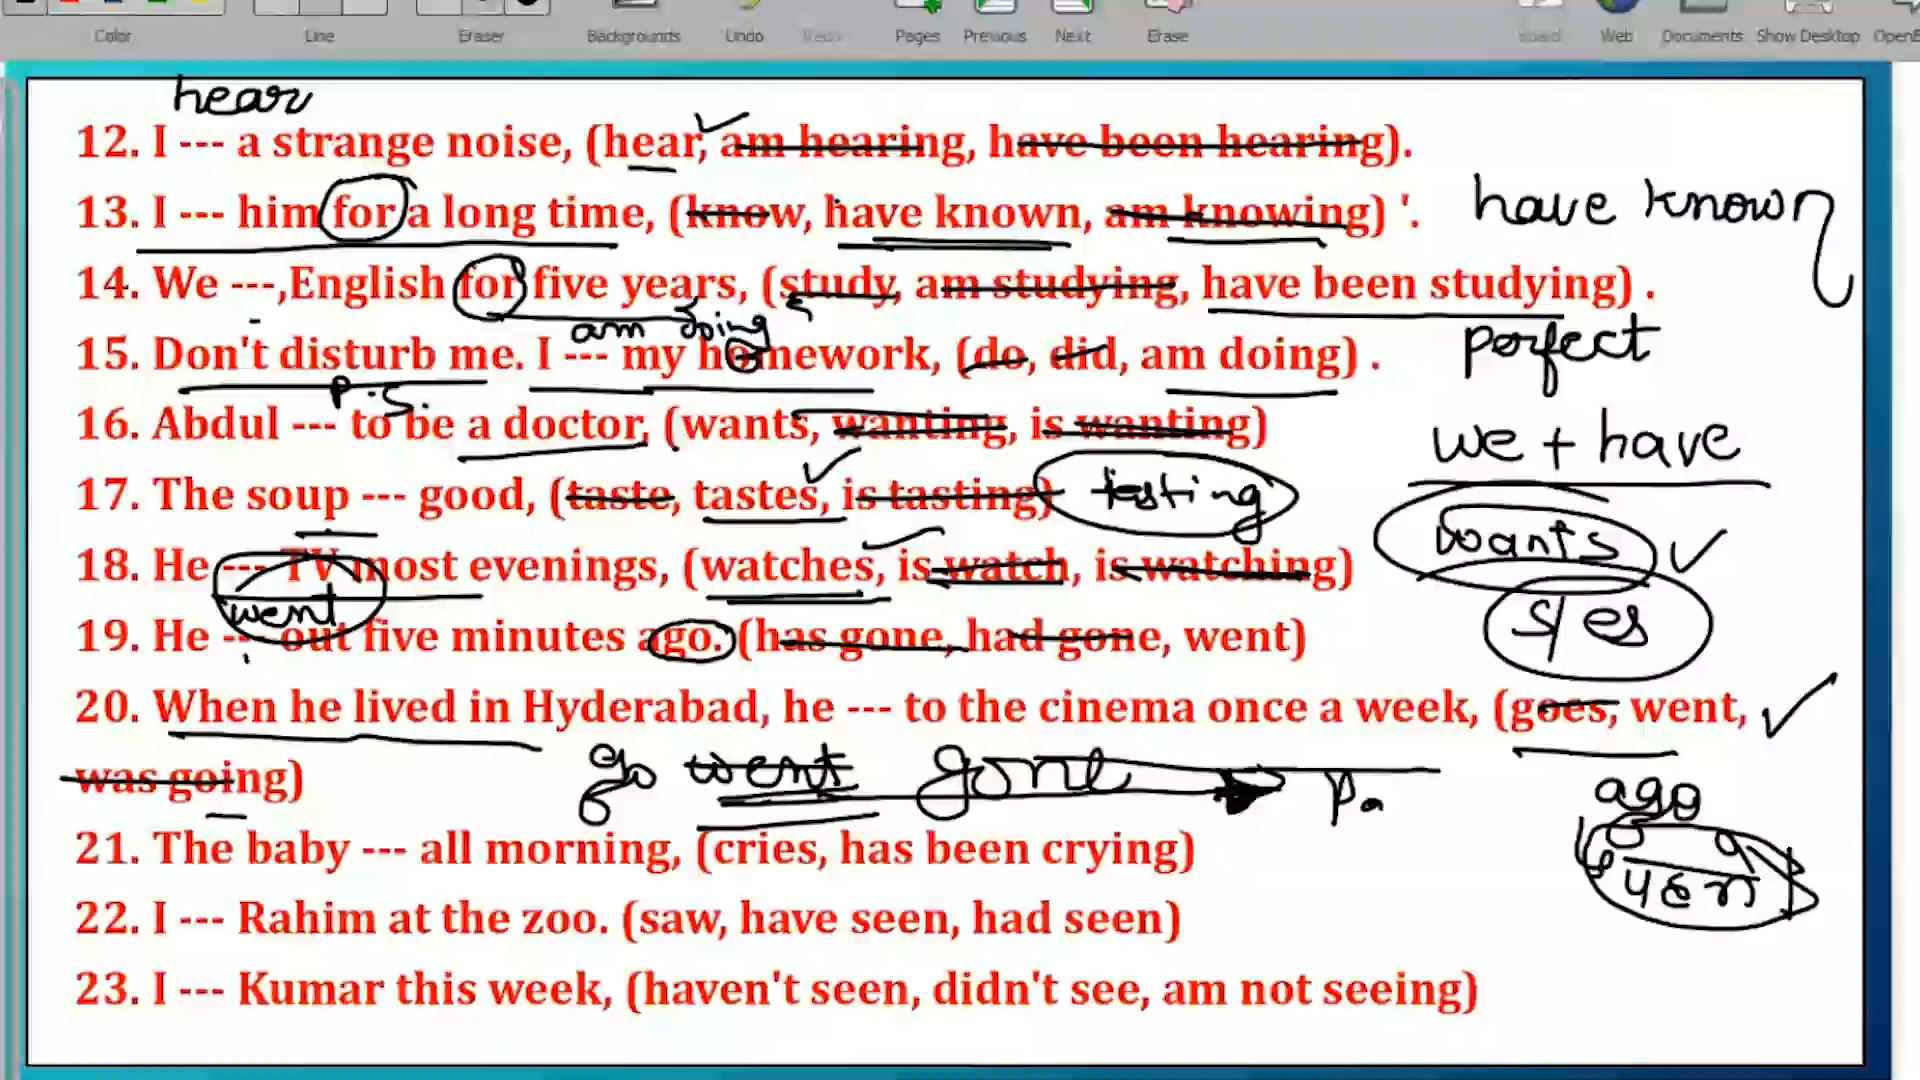 Color Line Eraser Backgrounds Undo Redo Pages Previous Next Erase Board Web Documents Show Desktop OpenE
hear
12. I --- a strange noise, (hear, am hearing, have been hearing).
13. I --- him for a long time, (know, have known, am knowing) '. have known
14. We ---,English for five years, (study, am studying, have been studying) .
am doing
15. Don't disturb me. I --- my homework, (do, did, am doing) . perfect
P.S.
16. Abdul --- to be a doctor, (wants, wanting, is wanting) we + have
17. The soup --- good, (taste, tastes, is tasting) tasting
wants
18. He --- TV most evenings, (watches, is watch, is watching)
went s/es
19. He --- out five minutes ago. (has gone, had gone, went)
20. When he lived in Hyderabad, he --- to the cinema once a week, (goes, went,
was going) go went gone
ago
21. The baby --- all morning, (cries, has been crying)
22. I --- Rahim at the zoo. (saw, have seen, had seen)
23. I --- Kumar this week, (haven't seen, didn't see, am not seeing)